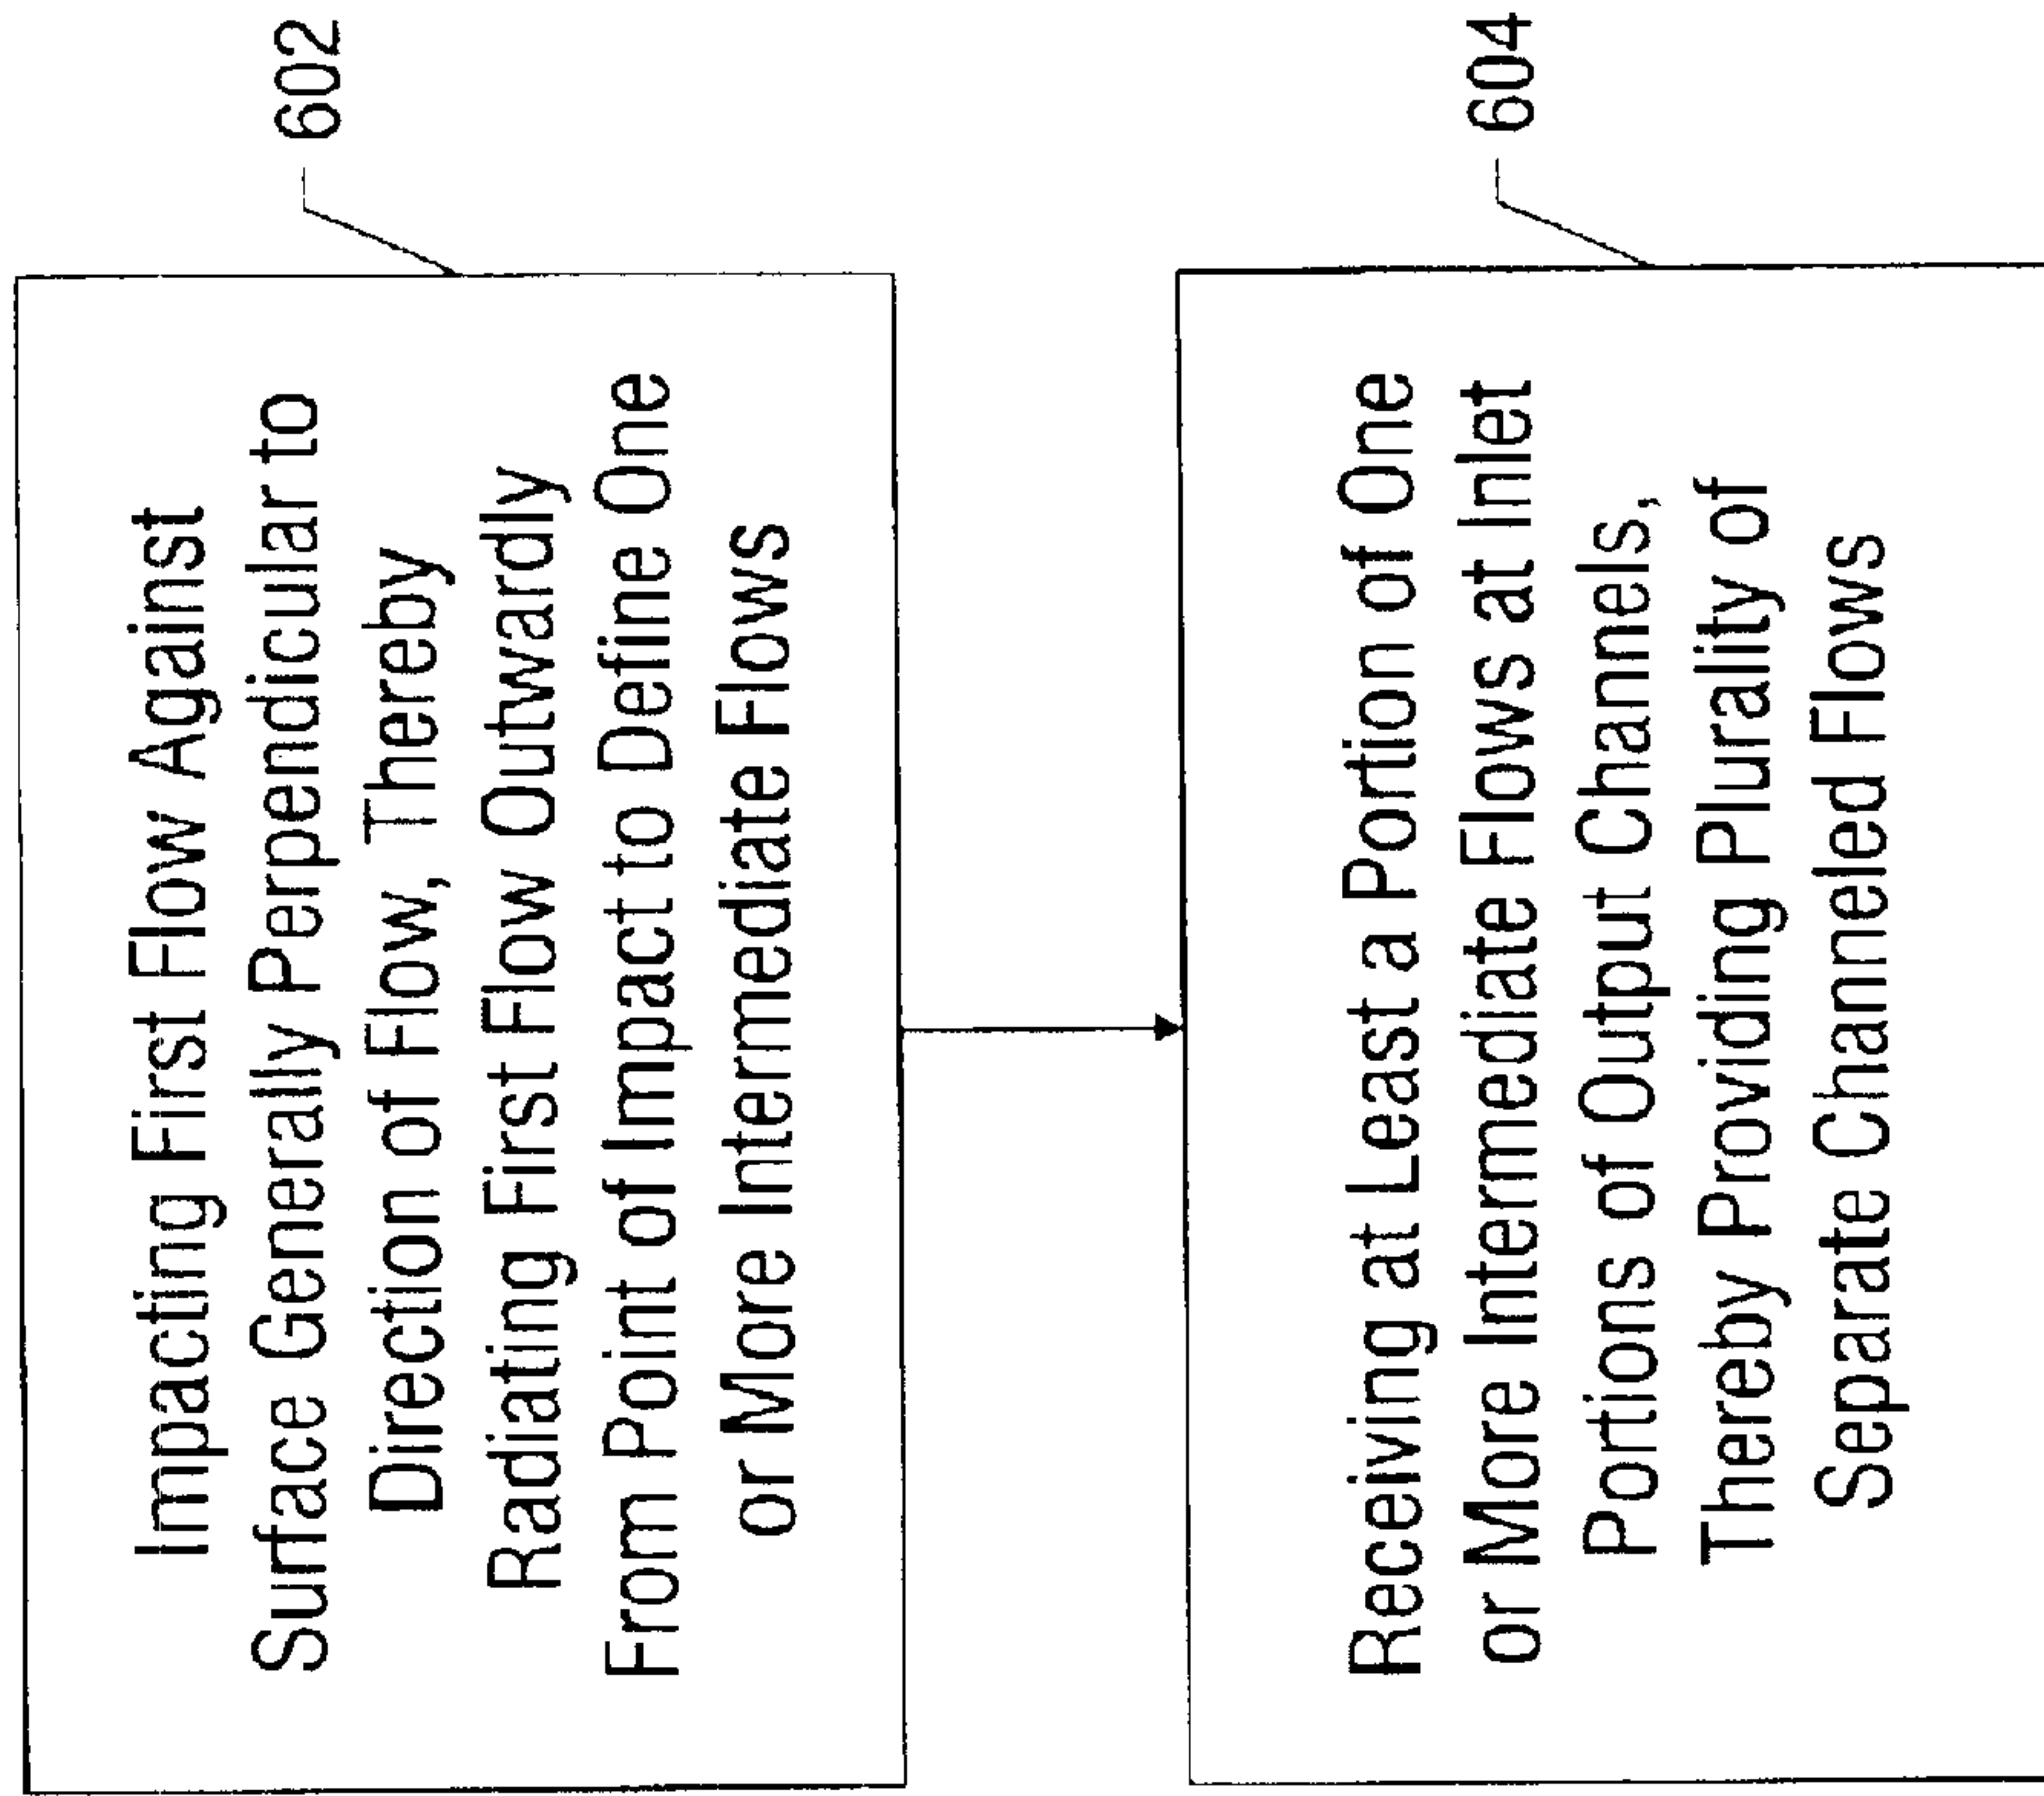 Impacting First Flow Against
Surface Generally Perpendicular to
Direction of Flow, Thereby
Radiating First Flow Outwardly
From Point of Impact to Define One
or More Intermediate Flows
602
Receiving at Least a Portion of One
or More Intermediate Flows at Inlet
Portions of Output Channels,
Thereby Providing Plurality of
Separate Channeled Flows
604